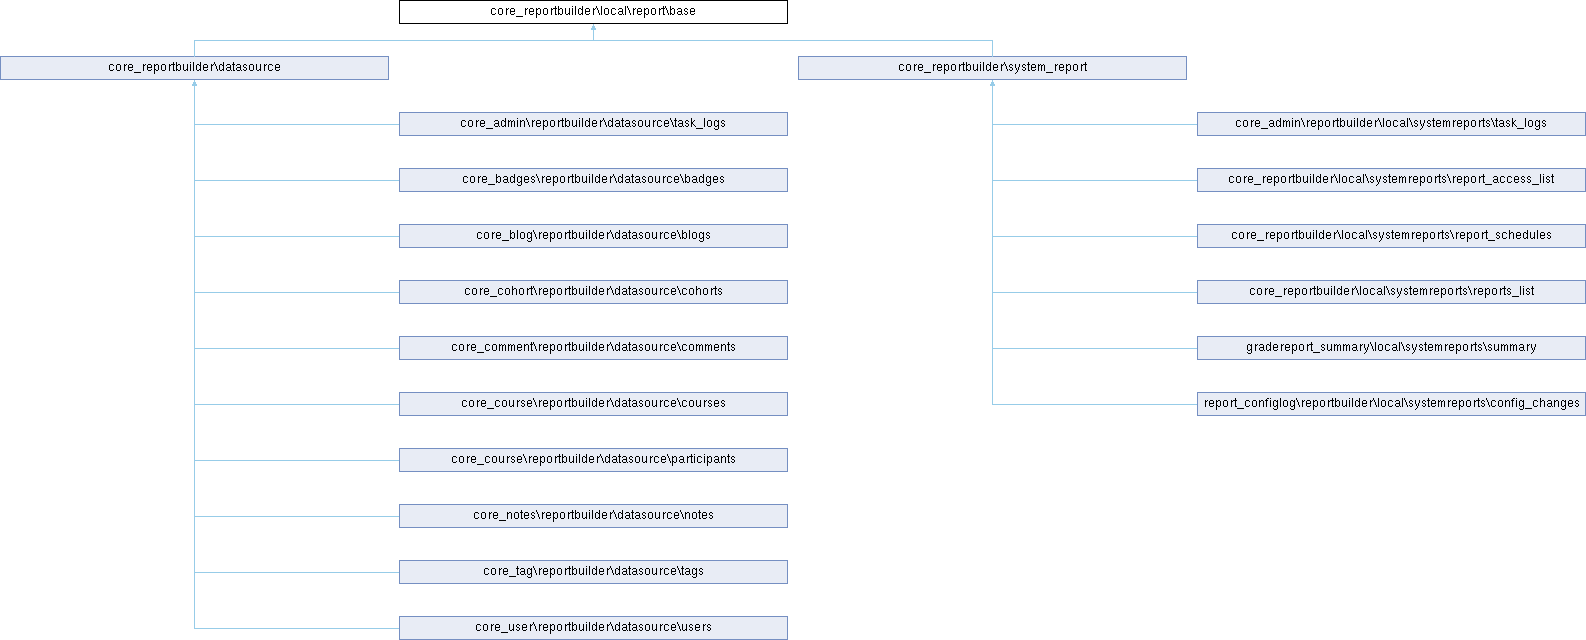 core_reportbuilder\local\report\base
core_reportbuilder\datasource
core_reportbuilder\system_report
core_admin\reportbuilder\datasource\task_logs
core_admin\reportbuilder\local\systemreports\task_logs
core_badges\reportbuilder\datasource\badges
core_reportbuilder\local\systemreports\report_access_list
core_blog\reportbuilder\datasource\blogs
core_reportbuilder\local\systemreports\report_schedules
core_cohort\reportbuilder\datasource\cohorts
core_reportbuilder\local\systemreports\reports_list
core_comment\reportbuilder\datasource\comments
gradereport_summary\local\systemreports\summary
core_course\reportbuilder\datasource\courses
report_configlog\reportbuilder\local\systemreports\config_changes
core_course\reportbuilder\datasource\participants
core_notes\reportbuilder\datasource\notes
core_tag\reportbuilder\datasource\tags
core_user\reportbuilder\datasource\users